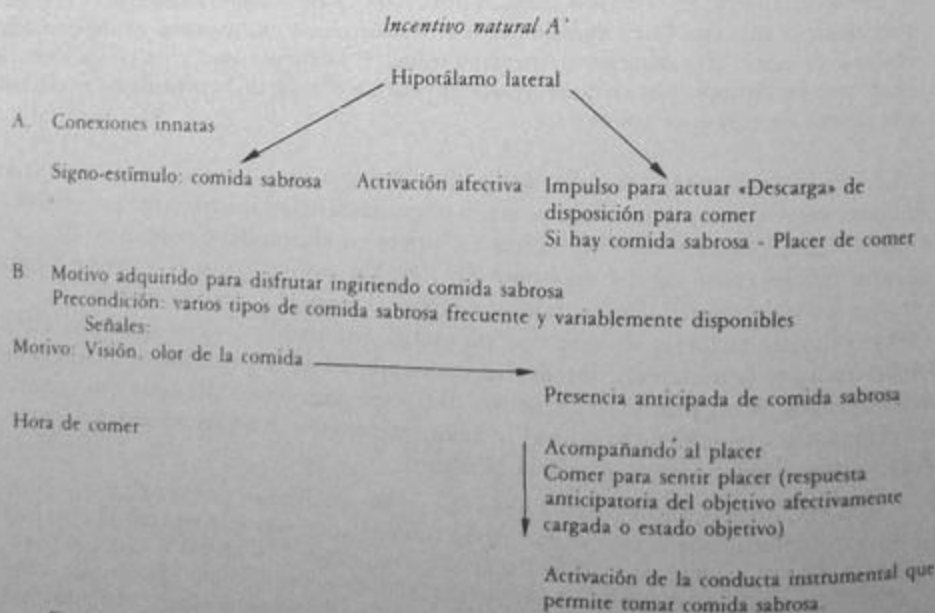 Incentivo natural A'
Hipotálamo lateral
A. Conexiones innatas
Signo-estímulo: comida sabrosa Activación afectiva Impulso para actuar «Descarga» de
disposición para comer
Si hay comida sabrosa - Placer de comer
B Motivo adquirido para disfrutar ingiriendo comida sabrosa
Precondición: varios tipos de comida sabrosa frecuente y variablemente disponibles
Señales:
Motivo: Visión, olor de la comida
Presencia anticipada de comida sabrosa
Hora de comer
Acompañando al placer
Comer para sentir placer (respuesta
anticipatoria del objetivo afectivamente
cargada o estado objetivo)
Activación de la conducta instrumental que
permite tomar comida sabrosa.